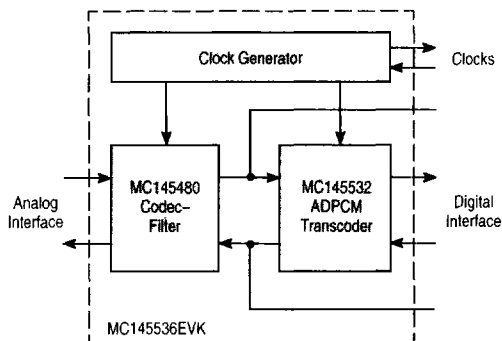 Clock Generator
Clocks
Analog
Interface
MC145480
Codec–
Filter
MC145532
ADPCM
Transcoder
Digital
Interface
MC145536EVK